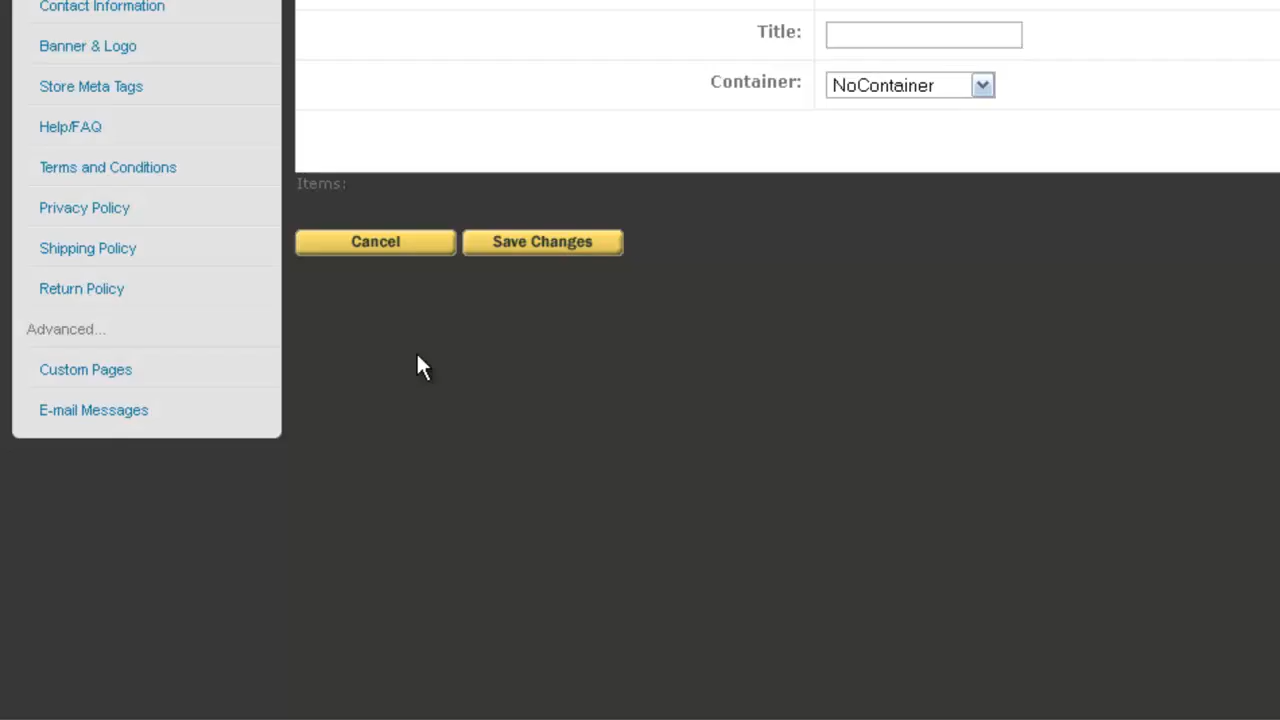 Contact Information
Banner & Logo
Store Meta Tags
Help/FAQ
Terms and Conditions
Privacy Policy
Shipping Policy
Return Policy
Advanced...
Custom Pages
E-mail Messages
Title:
Container: NoContainer
Items:
Cancel Save Changes